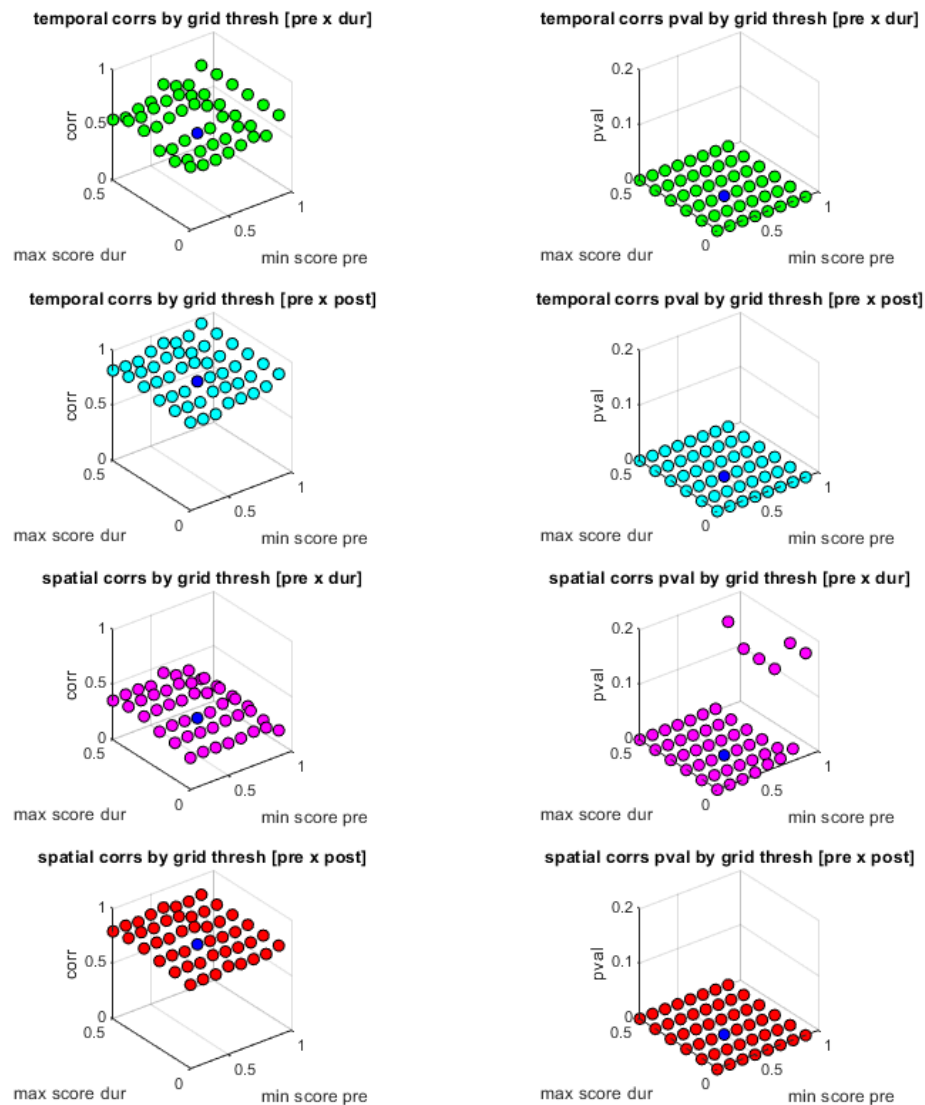 temporal corrs by grid thresh [pre x dur]
1
0.5
0
corr
0.5
0
max score dur
0.5
1
min score pre
temporal corrs pval by grid thresh [pre x dur]
0.2
0.1
0
pval
0.5
0
max score dur
0.5
1
min score pre
temporal corrs by grid thresh [pre x post]
1
0.5
0
corr
0.5
0
max score dur
0.5
1
min score pre
temporal corrs pval by grid thresh [pre x post]
0.2
0.1
0
pval
0.5
0
max score dur
0.5
1
min score pre
spatial corrs by grid thresh [pre x dur]
1
0.5
0
corr
0.5
0
max score dur
0.5
1
min score pre
spatial corrs pval by grid thresh [pre x dur]
0.2
0.1
0
pval
0.5
0
max score dur
0.5
1
min score pre
spatial corrs by grid thresh [pre x post]
1
0.5
0
corr
0.5
0
max score dur
0.5
1
min score pre
spatial corrs pval by grid thresh [pre x post]
0.2
0.1
0
pval
0.5
0
max score dur
0.5
1
min score pre